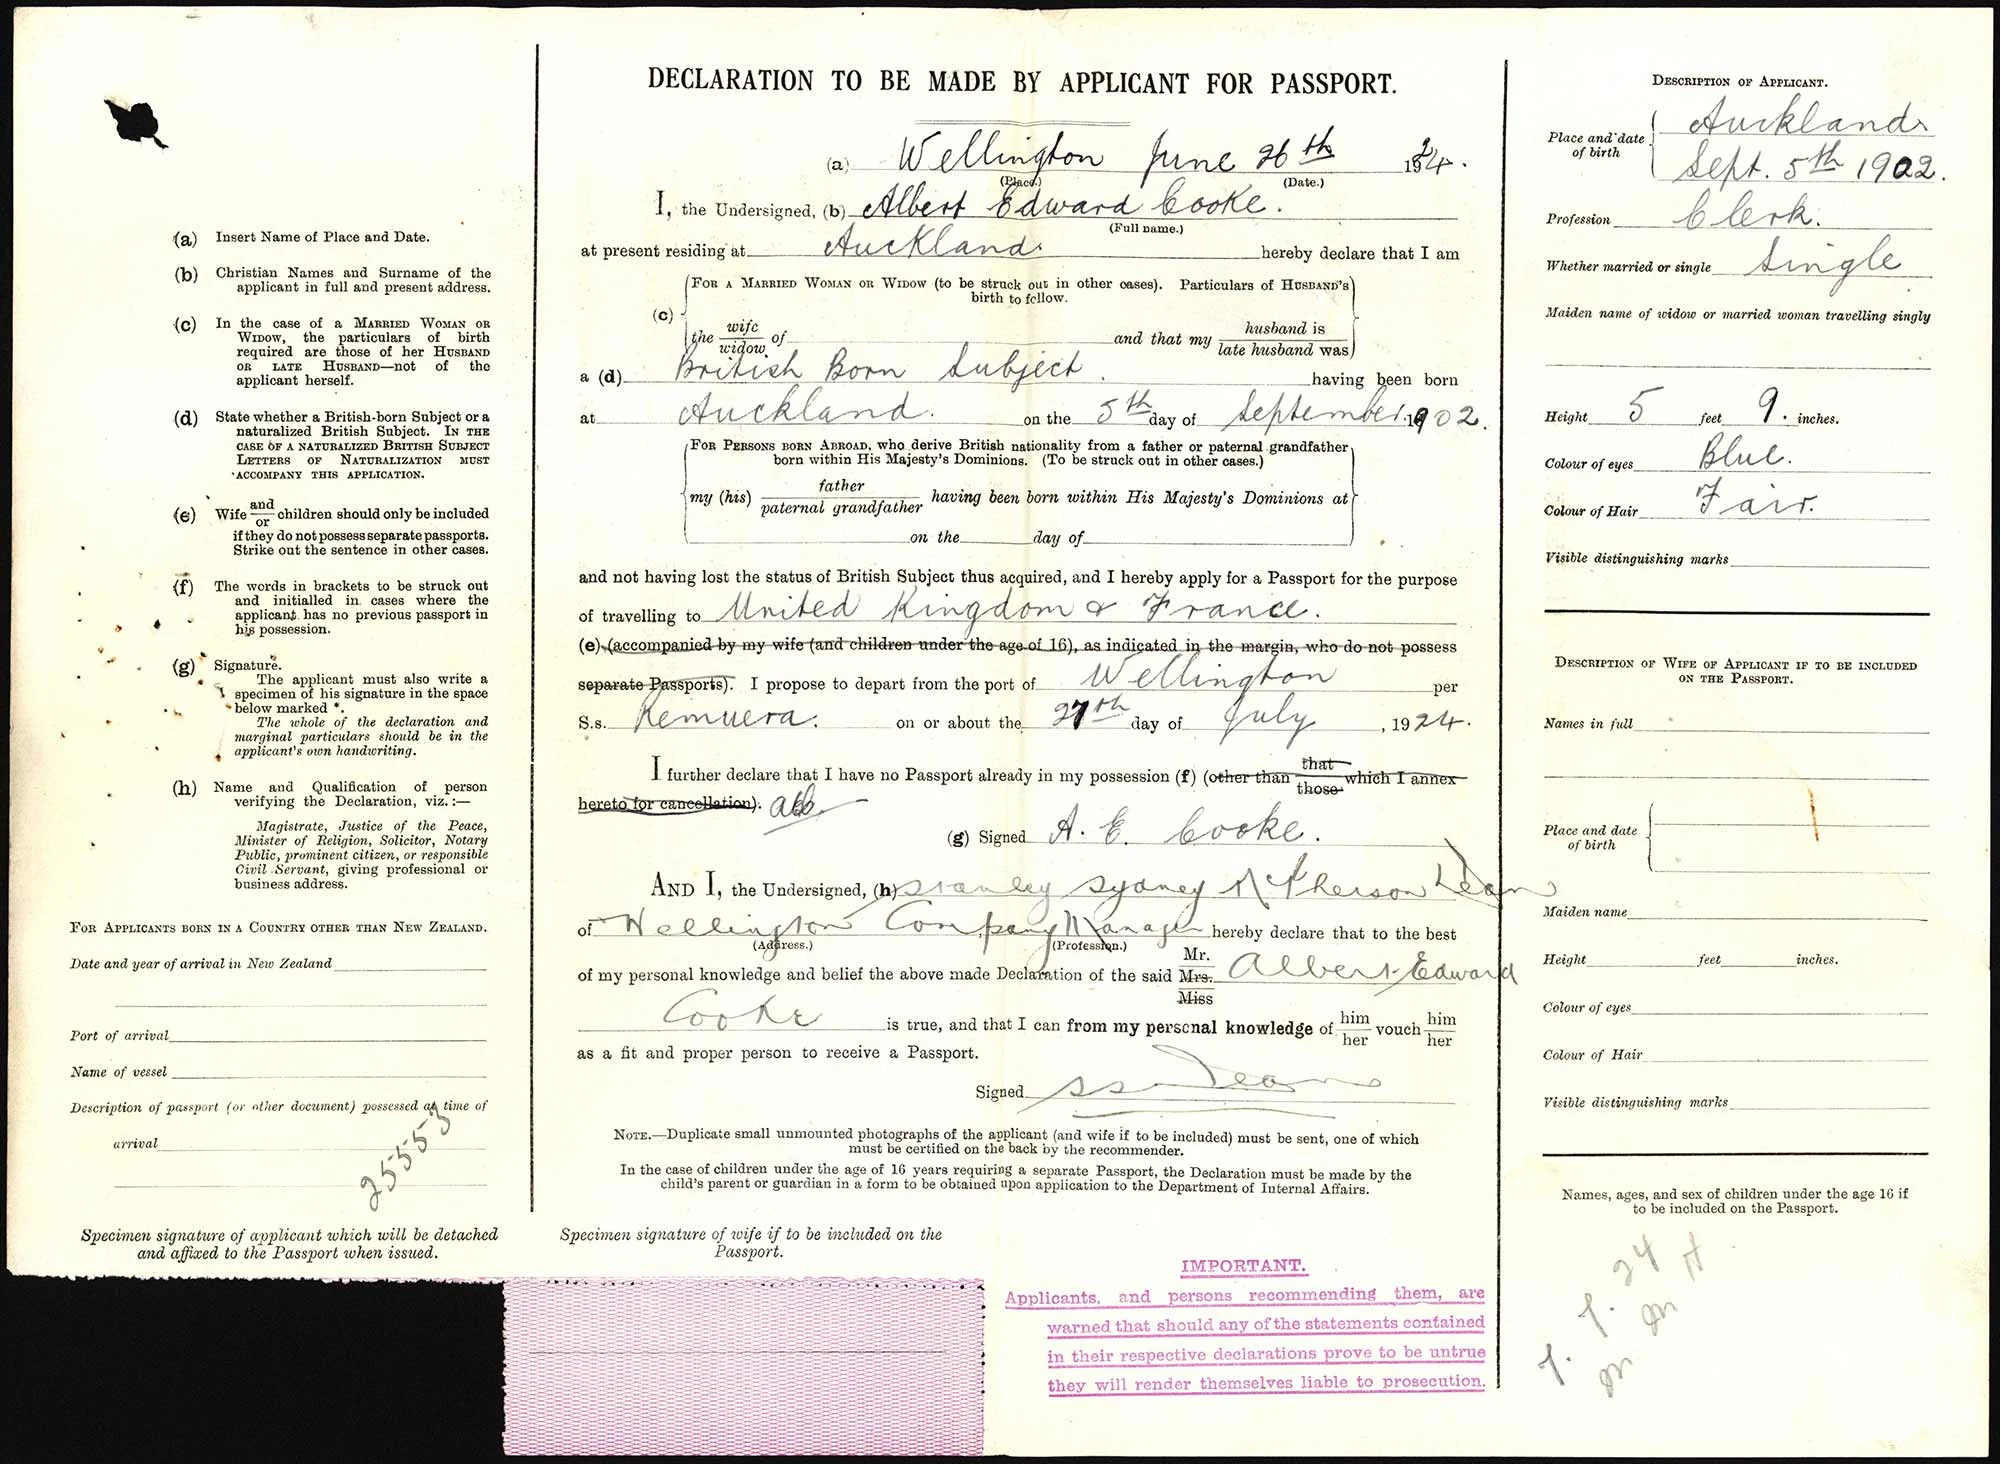 DECLARATION TO BE MADE BY APPLICANT FOR PASSPORT.
(a) Wellington June 26th 1924.
(Place.) (Date.)
I, the Undersigned, (b) Albert Edward Cooke.
(Full name.)
at present residing at Auckland hereby declare that I am
(c) For a Married Woman or Widow (to be struck out in other cases). Particulars of Husband's
birth to follow.
the wife/widow of and that my husband is/late husband was
a (d) British Born Subject. having been born
at Auckland. on the 5th day of September. 1902.
For Persons born Abroad, who derive British nationality from a father or paternal grandfather
born within His Majesty's Dominions. (To be struck out in other cases.)
my (his) father/paternal grandfather having been born within His Majesty's Dominions at
on the day of
and not having lost the status of British Subject thus acquired, and I hereby apply for a Passport for the purpose
of travelling to United Kingdom & France.
(e) (accompanied by my wife (and children under the age of 16), as indicated in the margin, who do not possess
separate Passports). I propose to depart from the port of Wellington per
S.s. Remuera. on or about the 27th day of July, 1924.
I further declare that I have no Passport already in my possession (f) (other than that/those which I annex
hereto for cancellation). AEC
(g) Signed A. E. Cooke.
And I, the Undersigned, (h) Stanley Sydney McPherson Dean
of Wellington Company Manager hereby declare that to the best
(Address.) (Profession.)
of my personal knowledge and belief the above made Declaration of the said Mr. Mrs. Miss Albert Edward
Cooke is true, and that I can from my personal knowledge of him/her vouch him/her
as a fit and proper person to receive a Passport.
Signed SSM Dean
Note.—Duplicate small unmounted photographs of the applicant (and wife if to be included) must be sent, one of which
must be certified on the back by the recommender.
In the case of children under the age of 16 years requiring a separate Passport, the Declaration must be made by the
child's parent or guardian in a form to be obtained upon application to the Department of Internal Affairs.
(a) Insert Name of Place and Date.
(b) Christian Names and Surname of the
applicant in full and present address.
(c) In the case of a Married Woman or
Widow, the particulars of birth
required are those of her Husband
or late Husband—not of the
applicant herself.
(d) State whether a British-born Subject or a
naturalized British Subject. In the
case of a naturalized British Subject
Letters of Naturalization must
accompany this application.
(e) Wife and/or children should only be included
if they do not possess separate passports.
Strike out the sentence in other cases.
(f) The words in brackets to be struck out
and initialled in cases where the
applicant has no previous passport in
his possession.
(g) Signature.
The applicant must also write a
specimen of his signature in the space
below marked *.
The whole of the declaration and
marginal particulars should be in the
applicant's own handwriting.
(h) Name and Qualification of person
verifying the Declaration, viz.:—
Magistrate, Justice of the Peace,
Minister of Religion, Solicitor, Notary
Public, prominent citizen, or responsible
Civil Servant, giving professional or
business address.
For Applicants born in a Country other than New Zealand.
Date and year of arrival in New Zealand
Port of arrival
Name of vessel
Description of passport (or other document) possessed at time of
arrival
25553
Specimen signature of applicant which will be detached
and affixed to the Passport when issued.
Specimen signature of wife if to be included on the
Passport.
IMPORTANT.
Applicants, and persons recommending them, are
warned that should any of the statements contained
in their respective declarations prove to be untrue
they will render themselves liable to prosecution.
Description of Applicant.
Place and date of birth Auckland.
Sept. 5th 1902.
Profession Clerk.
Whether married or single Single
Maiden name of widow or married woman travelling singly
Height 5 feet 9. inches.
Colour of eyes Blue.
Colour of Hair Fair.
Visible distinguishing marks
Description of Wife of Applicant if to be included
on the Passport.
Names in full
Place and date
of birth
Maiden name
Height feet inches.
Colour of eyes
Colour of Hair
Visible distinguishing marks
Names, ages, and sex of children under the age 16 if
to be included on the Passport.